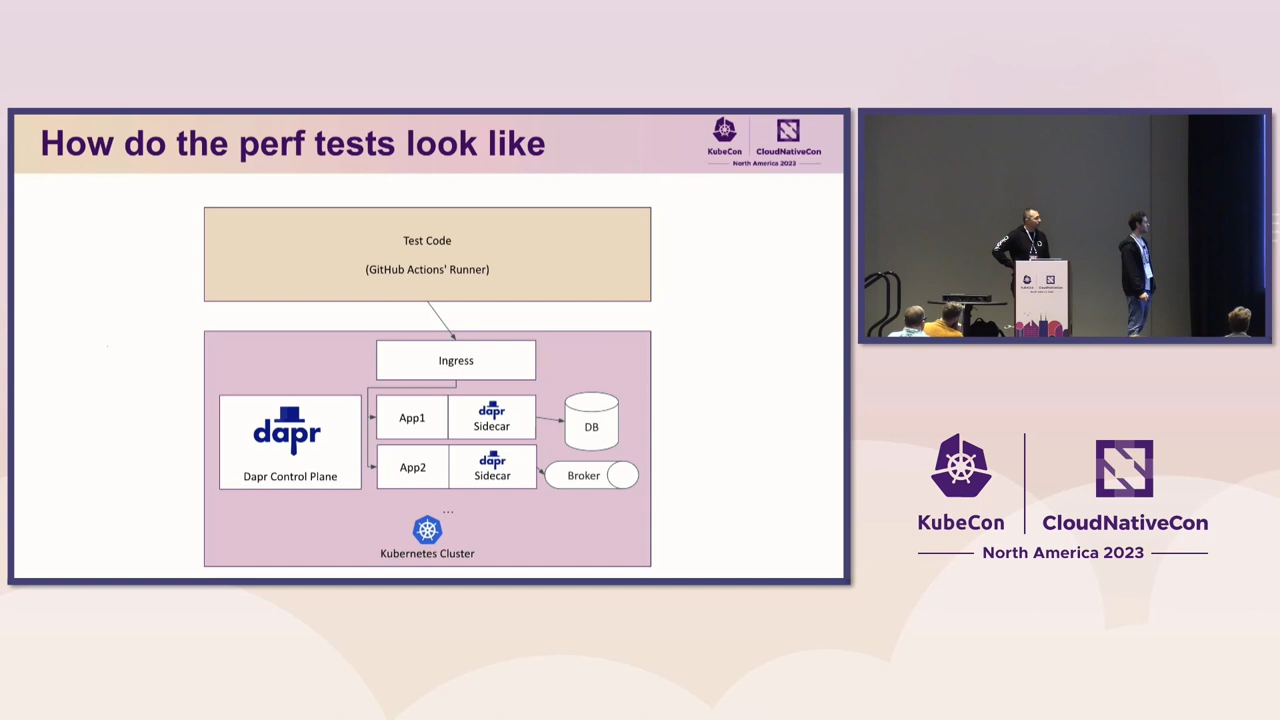 How do the perf tests look like
KubeCon
CloudNativeCon
North America 2023
Test Code
(GitHub Actions' Runner)
Ingress
dapr
Dapr Control Plane
App1
dapr
Sidecar
DB
App2
dapr
Sidecar
Broker
...
Kubernetes Cluster
KubeCon
CloudNativeCon
North America 2023